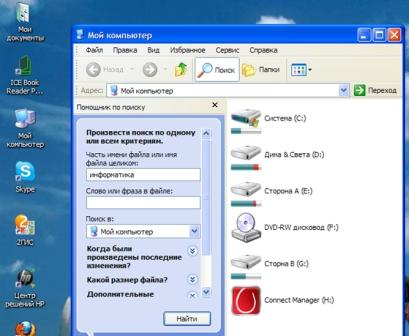 Мои
документы
ICE Book
Reader P...
Мой
компьютер
Skype
2ГИС
Центр
решений HP
Мой компьютер
Файл Правка Вид Избранное Сервис Справка
Назад Поиск Папки
Адрес: Мой компьютер Переход
Помощник по поиску
Произвести поиск по одному
или всем критериям.
Часть имени файла или имя
файла целиком:
информатика
Слово или фраза в файле:
Поиск в:
Мой компьютер
Когда были
произведены последние
изменения?
Какой размер файла?
Дополнительные
Найти
Система (C:)
Дима & Света (D:)
Сторона A (E:)
DVD-RW дисковод (F:)
Сторна B (G:)
Connect Manager (H:)